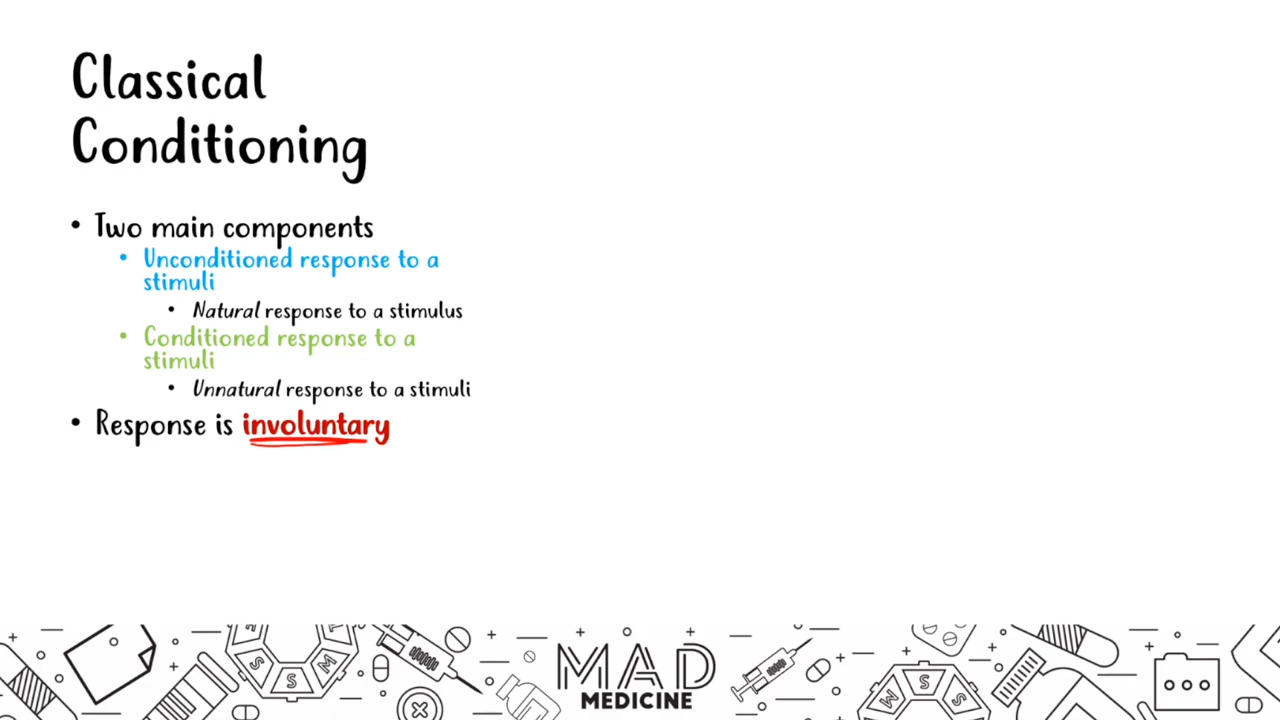 Classical
Conditioning
• Two main components
• Unconditioned response to a
stimuli
• Natural response to a stimulus
• Conditioned response to a
stimuli
• Unnatural response to a stimuli
• Response is involuntary
MAD
MEDICINE
S
S
M
M
S
S